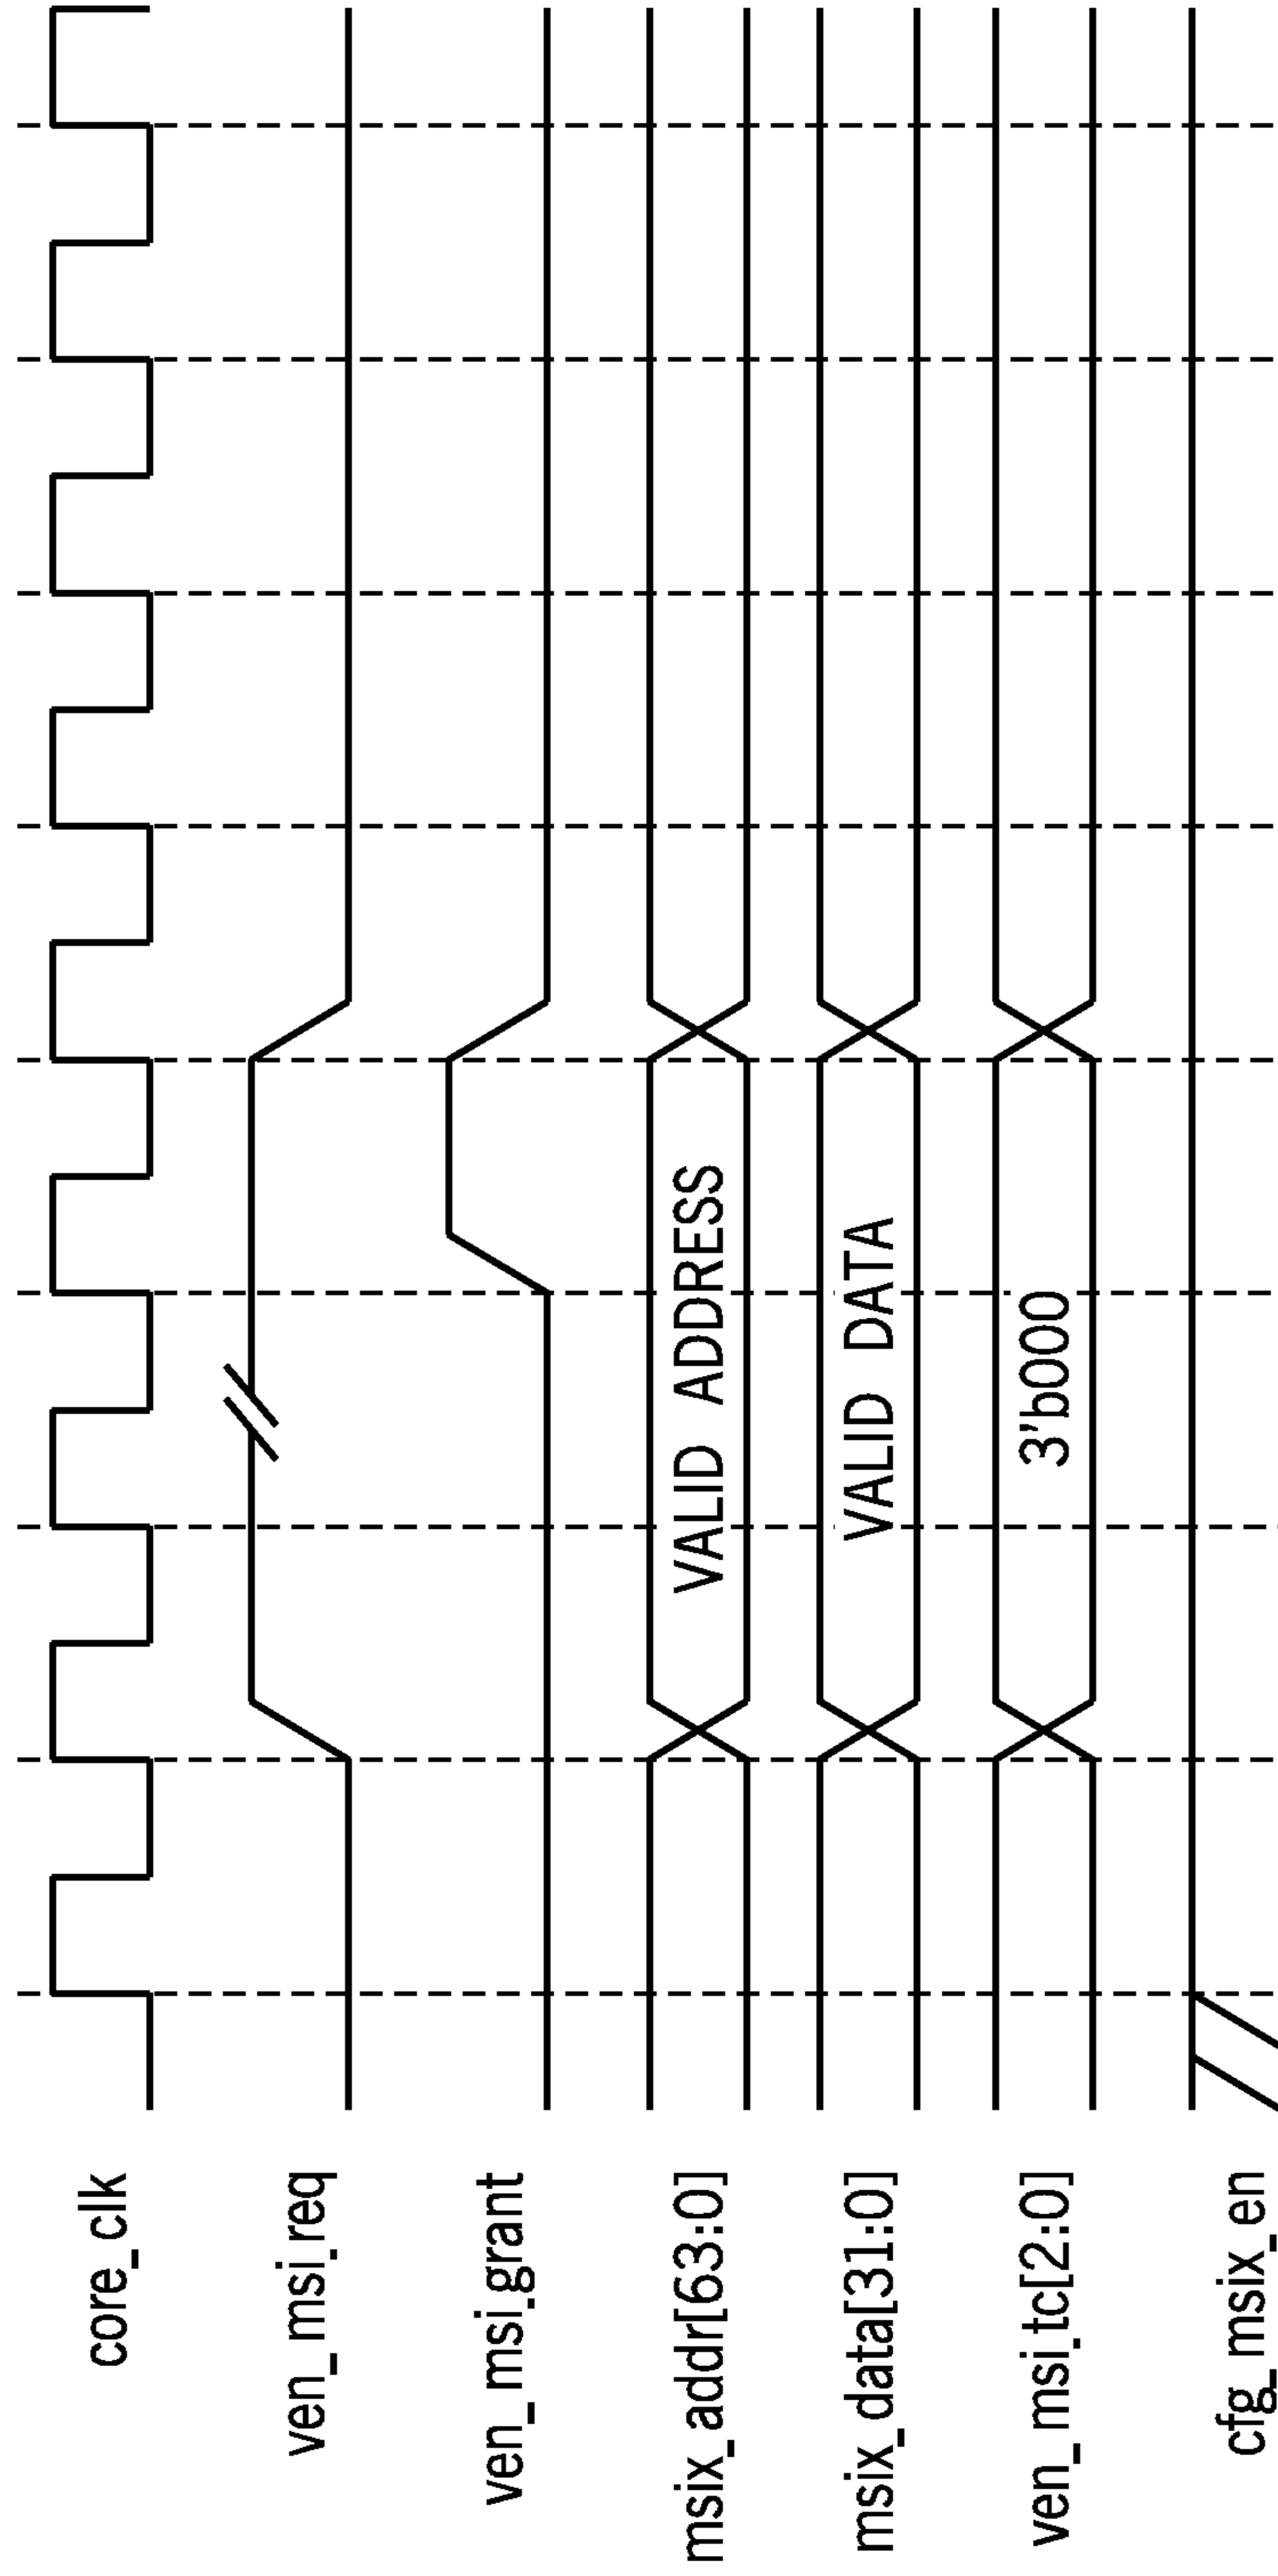 core_clk
ven_msi_req
ven_msi_grant
msix_addr[63:0] VALID ADDRESS
msix_data[31:0] VALID DATA
ven_msi_tc[2:0] 3'b000
cfg_msix_en